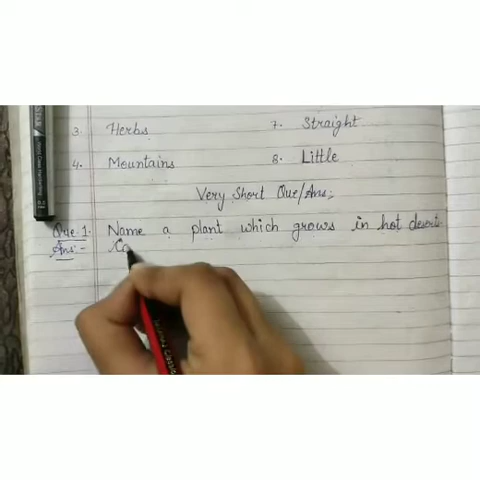 3. Herbs 7. Straight
4. Mountains 8. Little
Very Short Que/Ans:-
Que 1. Name a plant which grows in hot desert.
Ans:- Ca